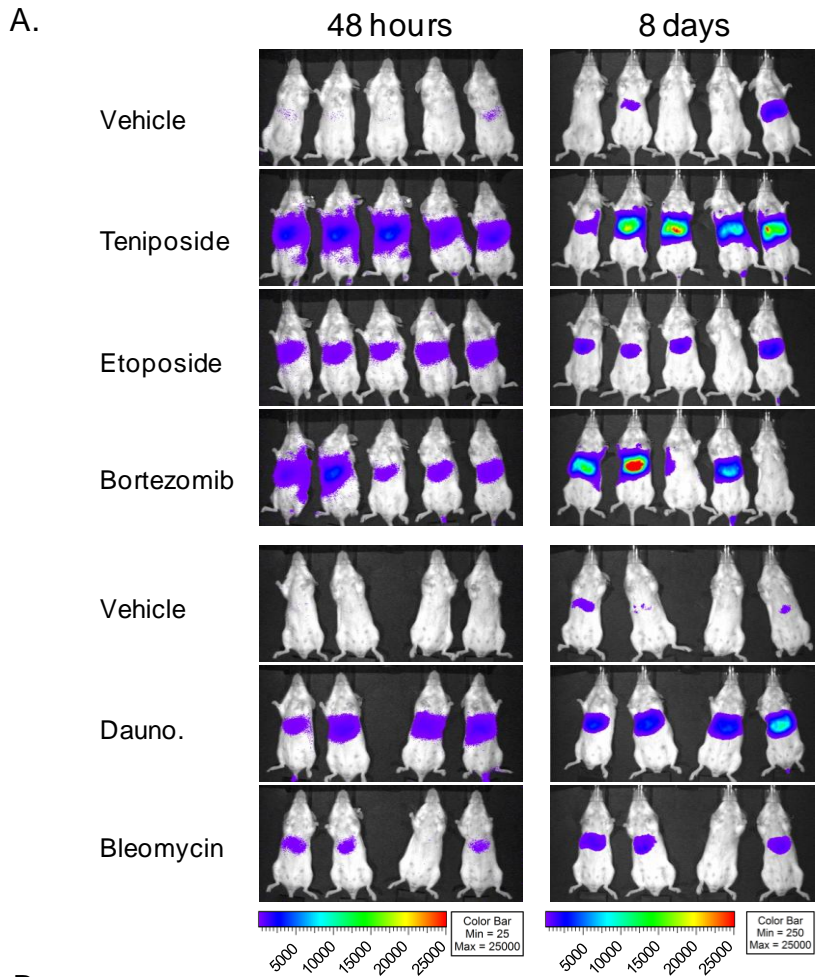 A.
48 hours 8 days
Vehicle
Teniposide
Etoposide
Bortezomib
Vehicle
Dauno.
Bleomycin
5000 10000 15000 20000 25000
Color Bar
Min = 25
Max = 25000
5000 10000 15000 20000 25000
Color Bar
Min = 250
Max = 25000